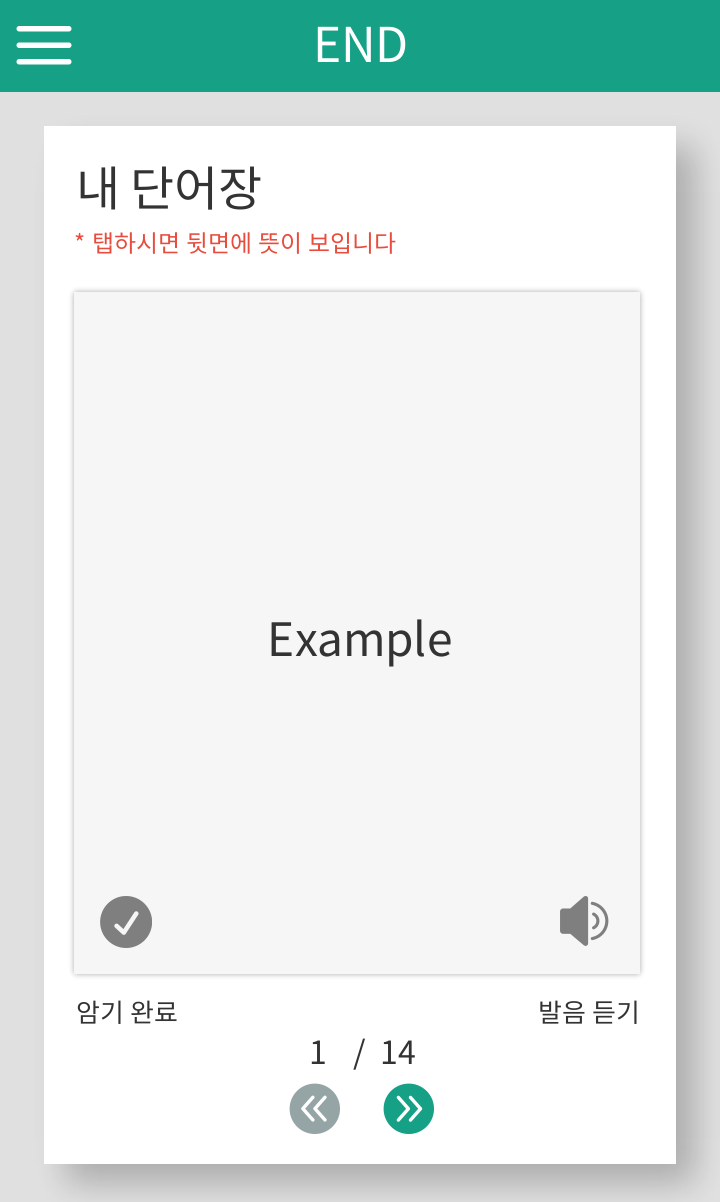 END
내 단어장
* 탭하시면 뒷면에 뜻이 보입니다
Example
암기 완료 발음 듣기
1 / 14